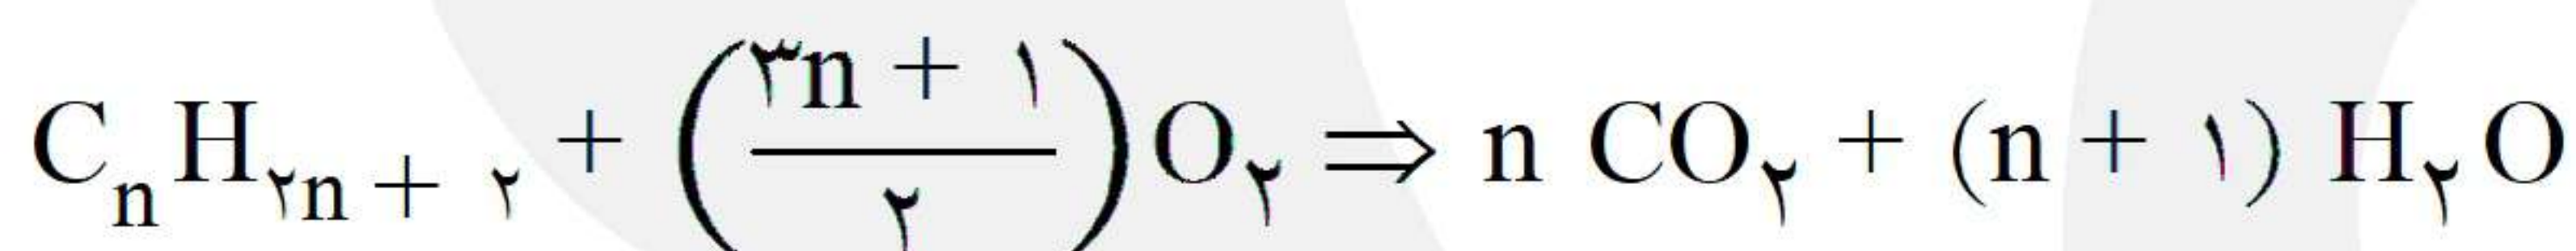 CₙH۲ₙ₊۲ + (۳n + ۱ / ۲) O۲ ⇒ n CO۲ + (n + ۱) H۲O